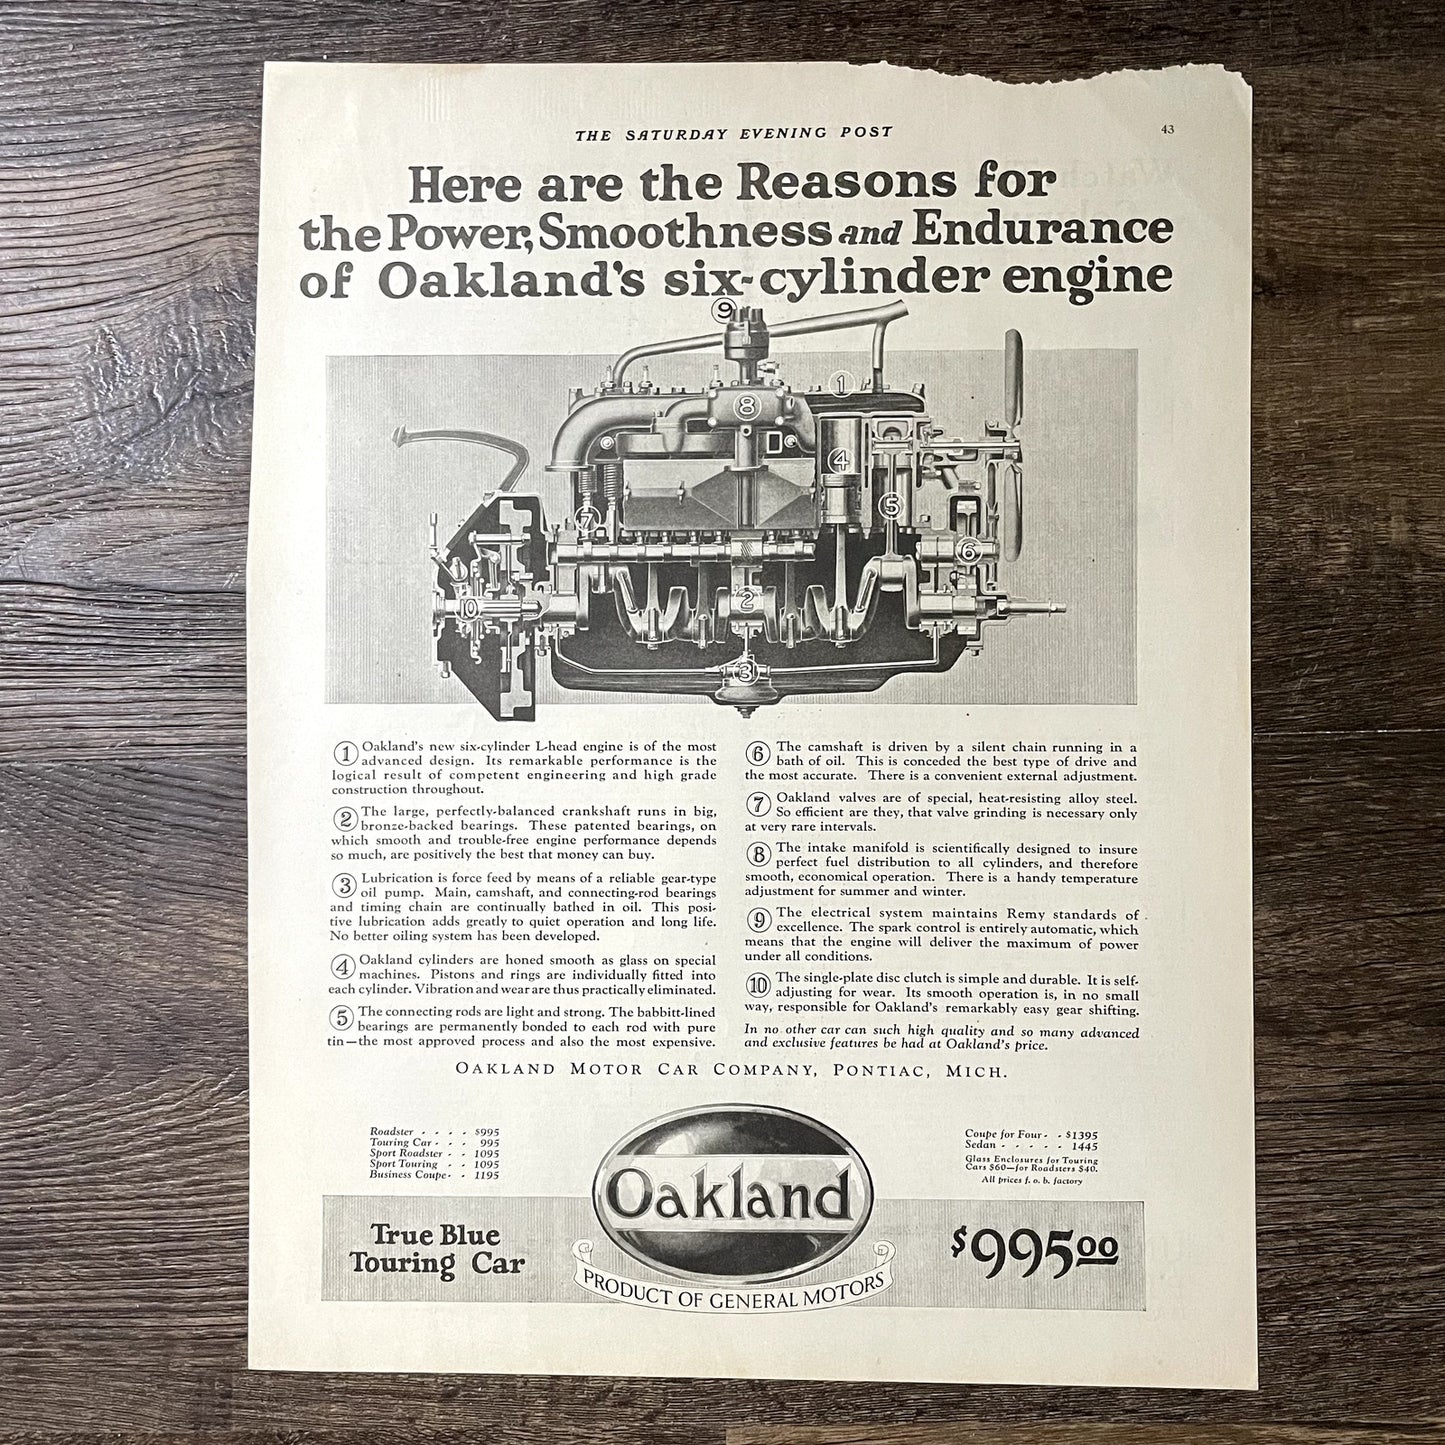 THE SATURDAY EVENING POST
43
Here are the Reasons for
the Power, Smoothness and Endurance
of Oakland's six-cylinder engine
9
1
8
4
5
7
6
2
10
3
1 Oakland's new six-cylinder L-head engine is of the most
advanced design. Its remarkable performance is the
logical result of competent engineering and high grade
construction throughout.
2 The large, perfectly-balanced crankshaft runs in big,
bronze-backed bearings. These patented bearings, on
which smooth and trouble-free engine performance depends
so much, are positively the best that money can buy.
3 Lubrication is force feed by means of a reliable gear-type
oil pump. Main, camshaft, and connecting-rod bearings
and timing chain are continually bathed in oil. This posi-
tive lubrication adds greatly to quiet operation and long life.
No better oiling system has been developed.
4 Oakland cylinders are honed smooth as glass on special
machines. Pistons and rings are individually fitted into
each cylinder. Vibration and wear are thus practically eliminated.
5 The connecting rods are light and strong. The babbitt-lined
bearings are permanently bonded to each rod with pure
tin—the most approved process and also the most expensive.
6 The camshaft is driven by a silent chain running in a
bath of oil. This is conceded the best type of drive and
the most accurate. There is a convenient external adjustment.
7 Oakland valves are of special, heat-resisting alloy steel.
So efficient are they, that valve grinding is necessary only
at very rare intervals.
8 The intake manifold is scientifically designed to insure
perfect fuel distribution to all cylinders, and therefore
smooth, economical operation. There is a handy temperature
adjustment for summer and winter.
9 The electrical system maintains Remy standards of
excellence. The spark control is entirely automatic, which
means that the engine will deliver the maximum of power
under all conditions.
10 The single-plate disc clutch is simple and durable. It is self-
adjusting for wear. Its smooth operation is, in no small
way, responsible for Oakland's remarkably easy gear shifting.
In no other car can such high quality and so many advanced
and exclusive features be had at Oakland's price.
OAKLAND MOTOR CAR COMPANY, PONTIAC, MICH.
Roadster - - - - $995
Touring Car - - - 995
Sport Roadster - - 1095
Sport Touring - - 1095
Business Coupe - - 1195
Coupe for Four - - $1395
Sedan - - - - - 1445
Glass Enclosures for Touring
Cars $60—for Roadsters $40.
All prices f. o. b. factory
Oakland
PRODUCT OF GENERAL MOTORS
True Blue
Touring Car
$99500